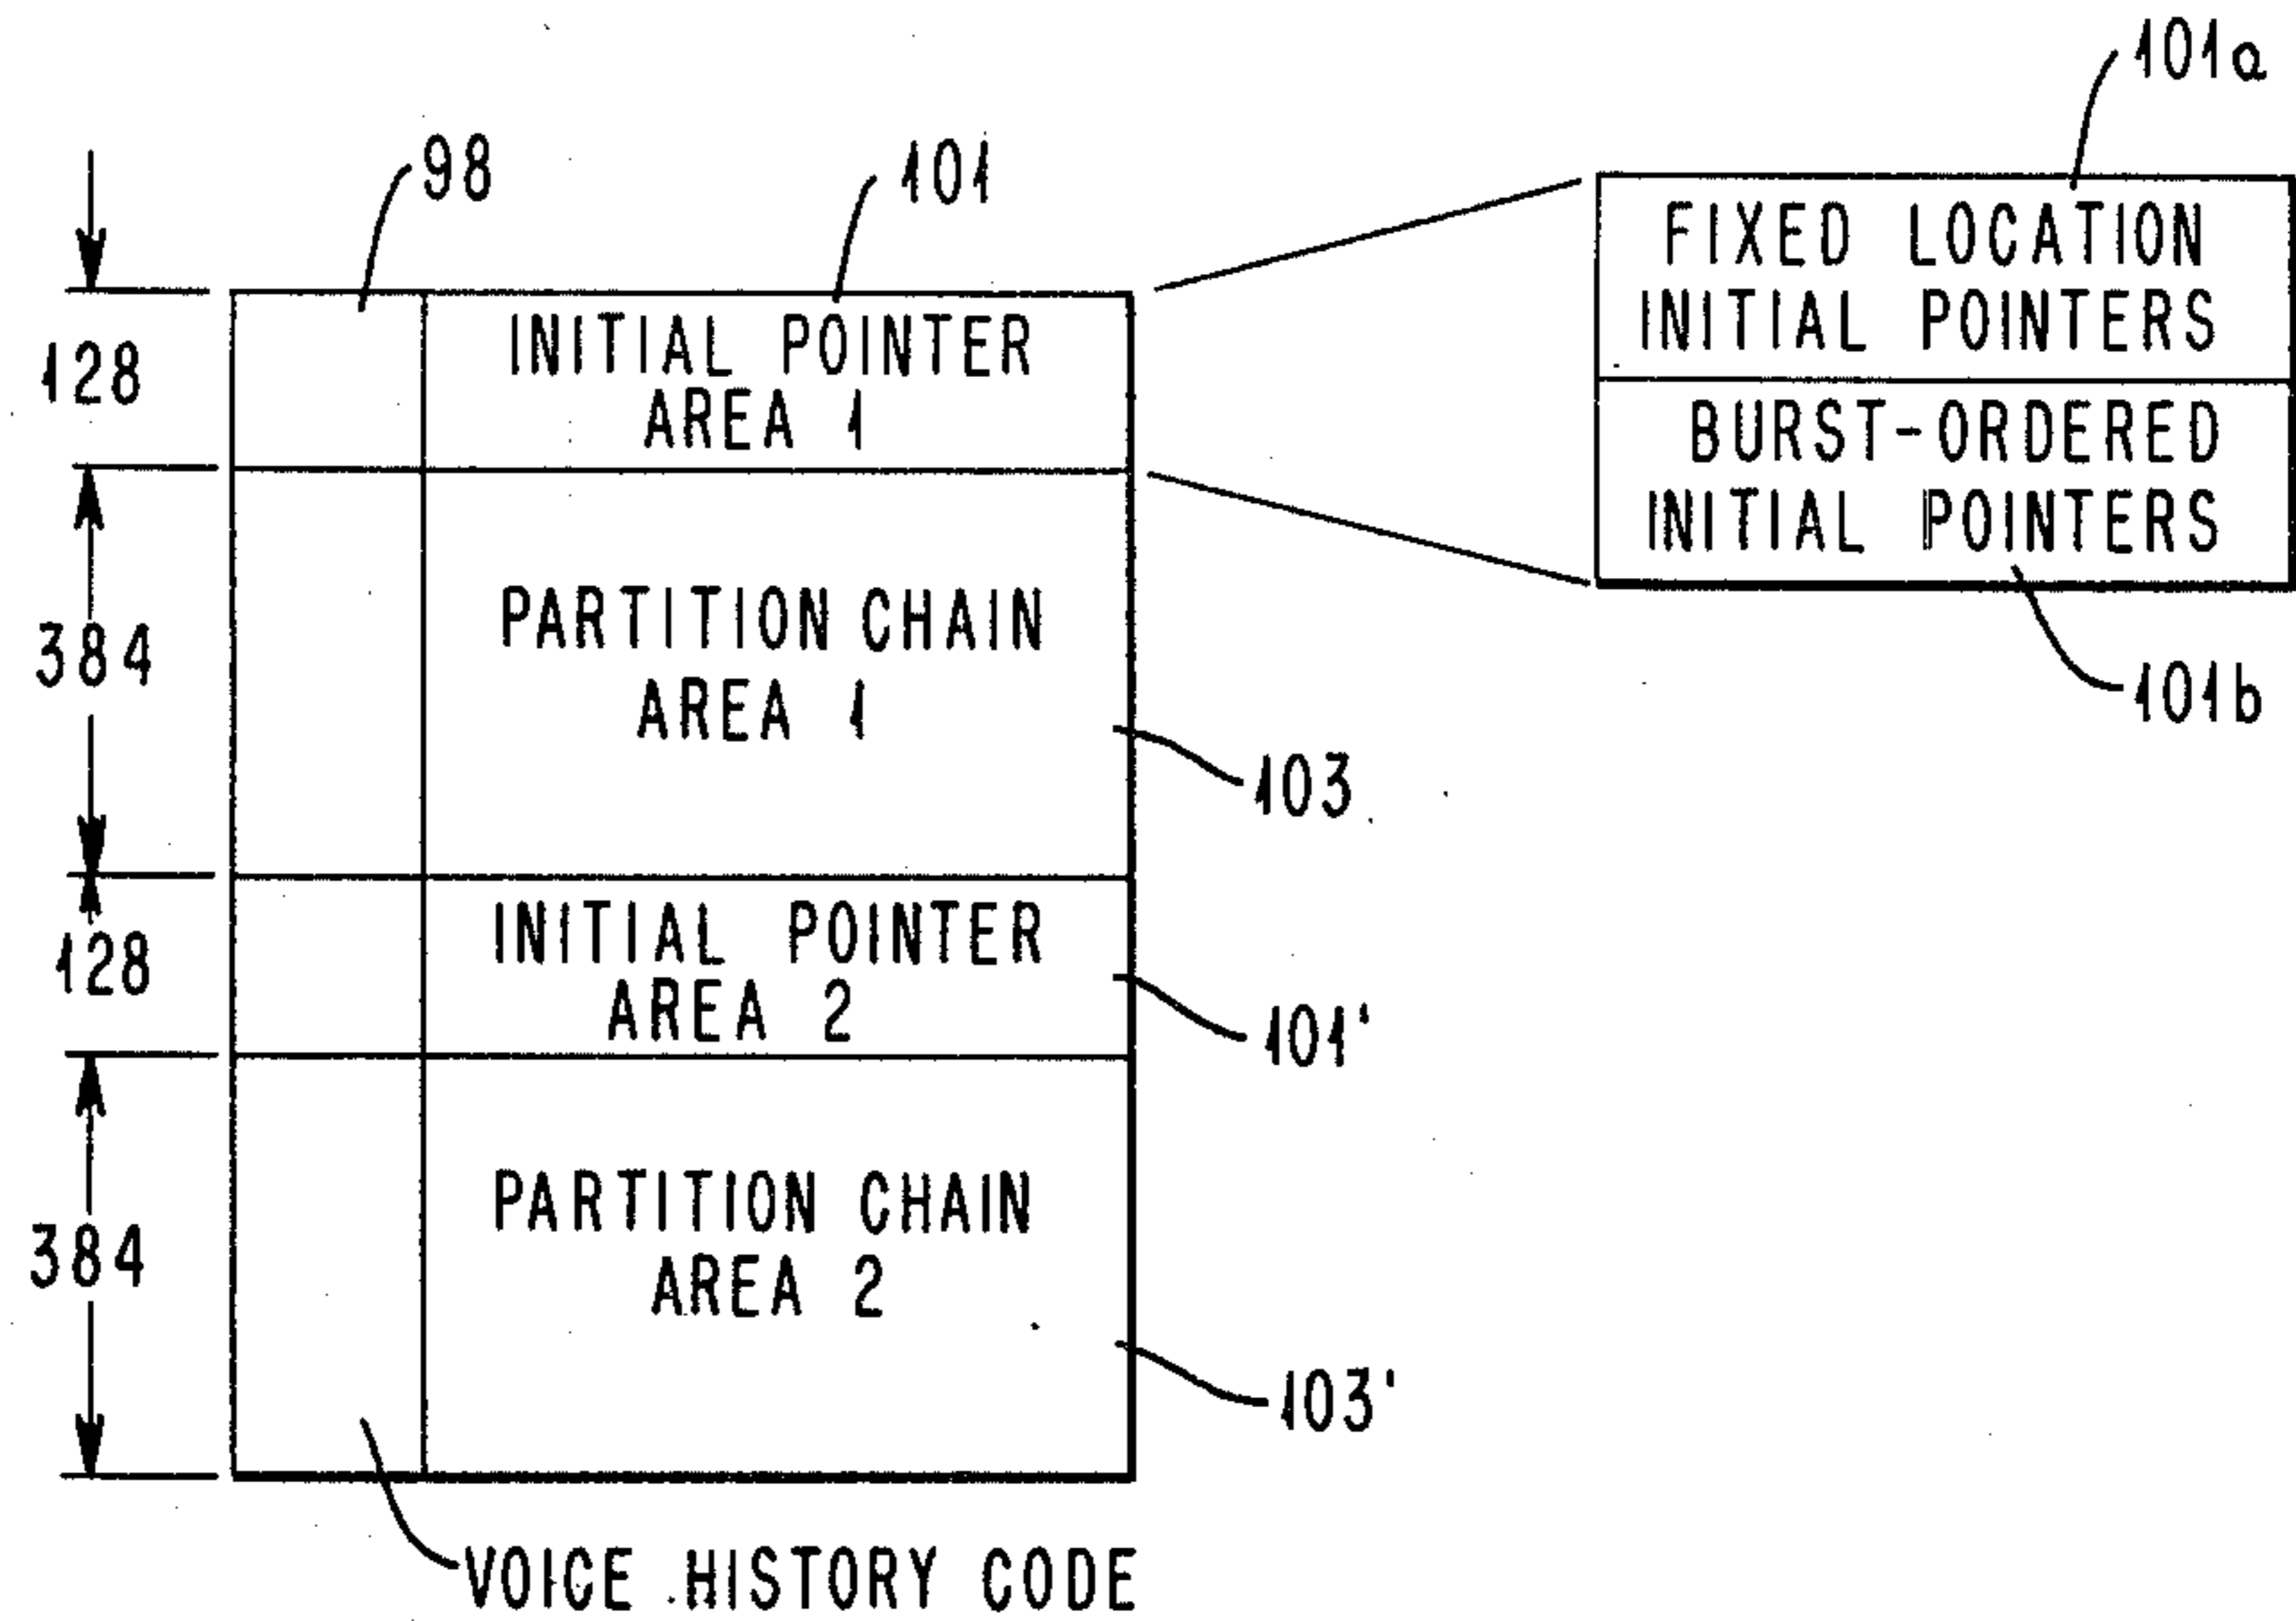 101a
98
101
FIXED LOCATION
INITIAL POINTERS
128
INITIAL POINTER
AREA 1
BURST-ORDERED
INITIAL POINTERS
384
PARTITION CHAIN
AREA 1
101b
103
128
INITIAL POINTER
AREA 2
101'
384
PARTITION CHAIN
AREA 2
103'
VOICE HISTORY CODE